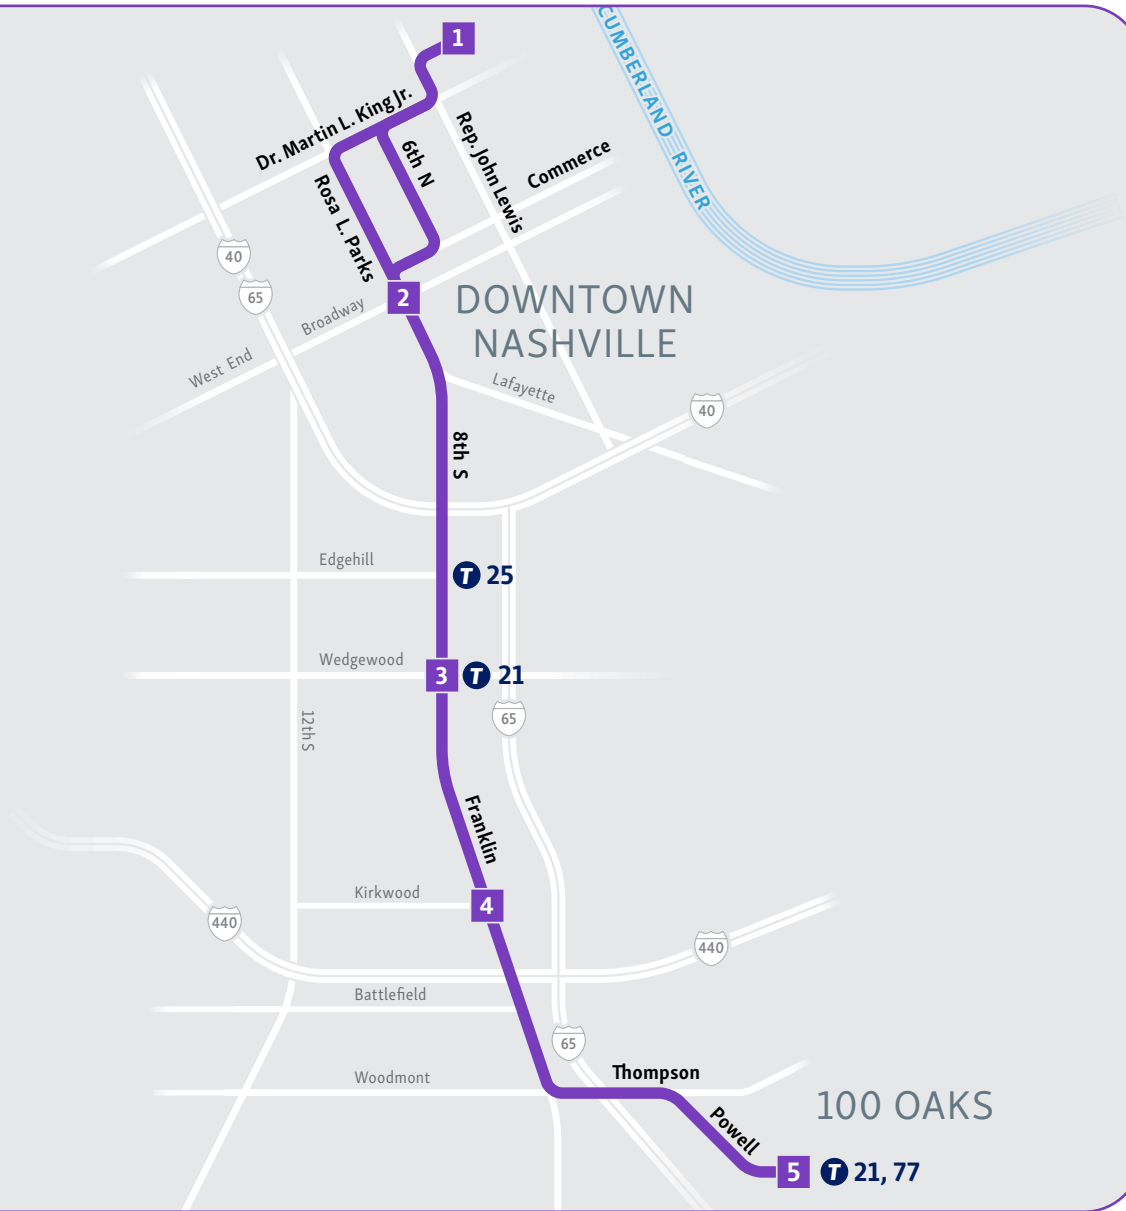 1
CUMBERLAND RIVER
Dr. Martin L. King Jr.
6th N
Rep. John Lewis
Commerce
Rosa L. Parks
40
65
2
DOWNTOWN
NASHVILLE
Broadway
West End
Lafayette
40
8th S
Edgehill
T 25
Wedgewood
3
T 21
12th S
65
Franklin
Kirkwood
4
440
440
Battlefield
65
Woodmont
Thompson
100 OAKS
Powell
5
T 21, 77